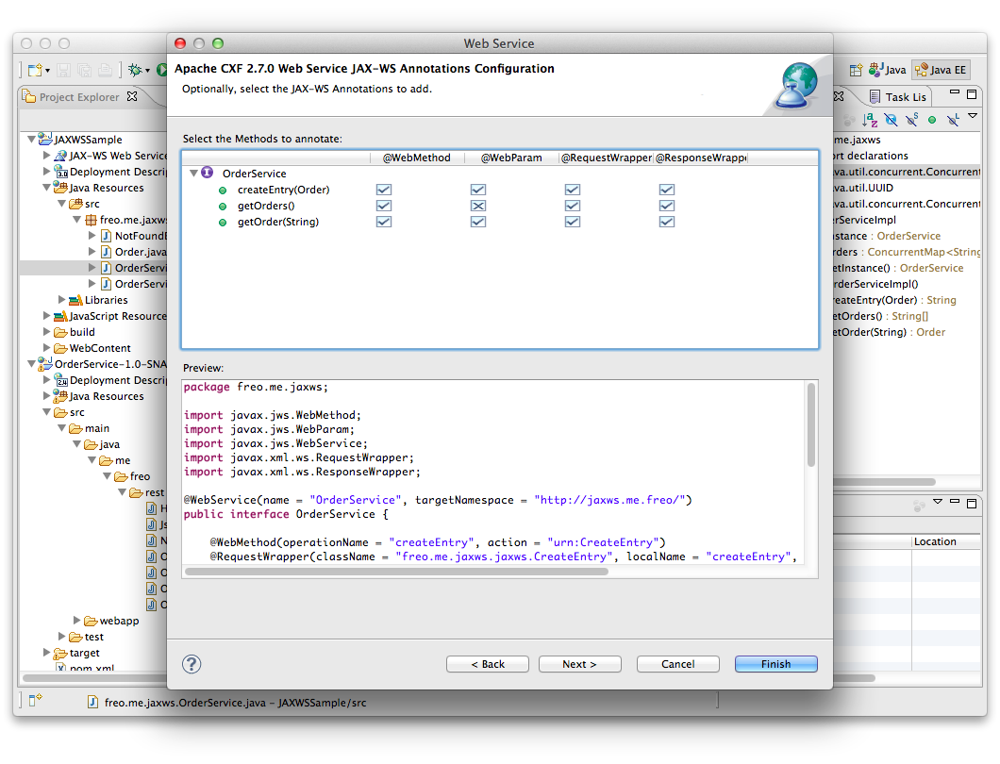 Web Service
Apache CXF 2.7.0 Web Service JAX-WS Annotations Configuration
Optionally, select the JAX-WS Annotations to add.
Select the Methods to annotate:
@WebMethod @WebParam @RequestWrapper @ResponseWrappe
OrderService
createEntry(Order)
getOrders()
getOrder(String)
Preview:
package freo.me.jaxws;
import javax.jws.WebMethod;
import javax.jws.WebParam;
import javax.jws.WebService;
import javax.xml.ws.RequestWrapper;
import javax.xml.ws.ResponseWrapper;
@WebService(name = "OrderService", targetNamespace = "http://jaxws.me.freo/")
public interface OrderService {
@WebMethod(operationName = "createEntry", action = "urn:CreateEntry")
@RequestWrapper(className = "freo.me.jaxws.jaxws.CreateEntry", localName = "createEntry",
?
< Back
Next >
Cancel
Finish
Project Explorer
JAXWSSample
JAX-WS Web Service
Deployment Descri
Java Resources
src
freo.me.jaxws
NotFoundE
Order.java
OrderServi
OrderServi
Libraries
JavaScript Resource
build
WebContent
OrderService-1.0-SNA
Deployment Descri
Java Resources
src
main
java
me
freo
rest
H
Js
N
O
O
O
O
webapp
test
target
pom.xml
Java
Java EE
Task Lis
me.jaxws
ort declarations
ava.util.concurrent.Concurrent
ava.util.UUID
ava.util.concurrent.Concurrent
erServiceImpl
nstance : OrderService
rders : ConcurrentMap<String
etInstance() : OrderService
rderServiceImpl()
reateEntry(Order) : String
etOrders() : String[]
etOrder(String) : Order
Location
freo.me.jaxws.OrderService.java – JAXWSSample/src